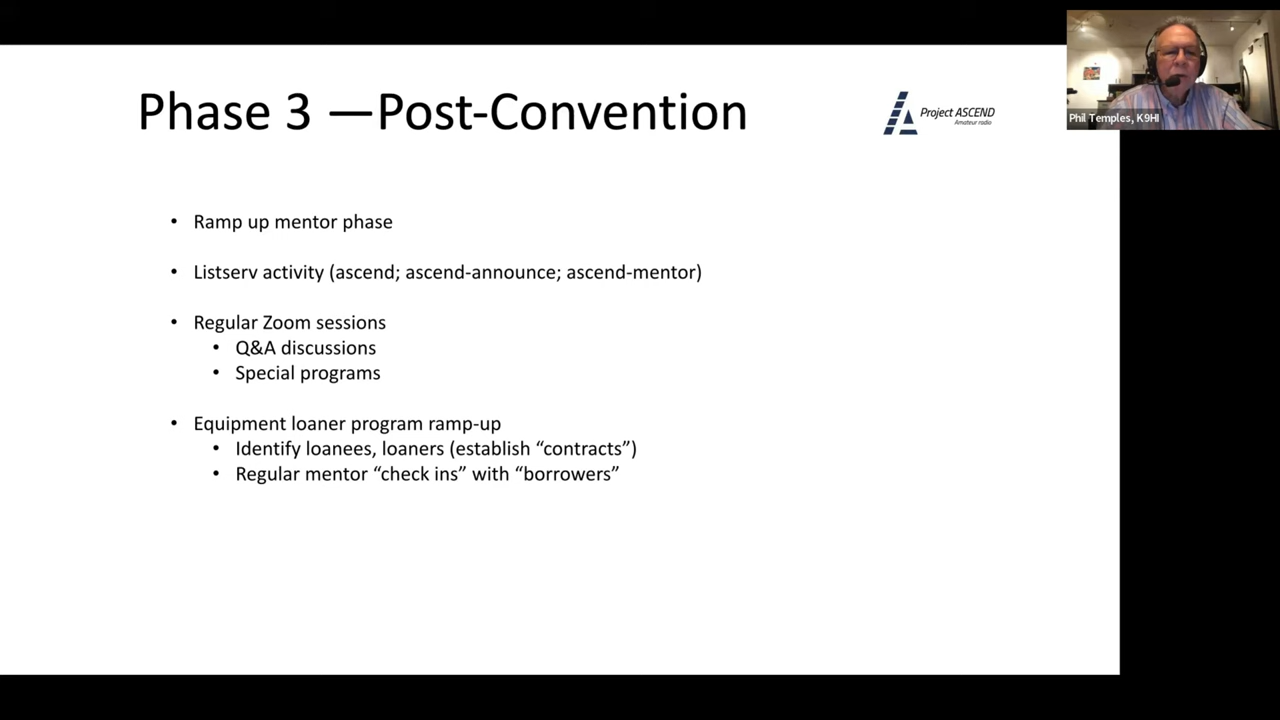 Phase 3 —Post-Convention
Project ASCEND
Amateur radio
Phil Temples, K9HI
• Ramp up mentor phase
• Listserv activity (ascend; ascend-announce; ascend-mentor)
• Regular Zoom sessions
• Q&A discussions
• Special programs
• Equipment loaner program ramp-up
• Identify loanees, loaners (establish “contracts”)
• Regular mentor “check ins” with “borrowers”